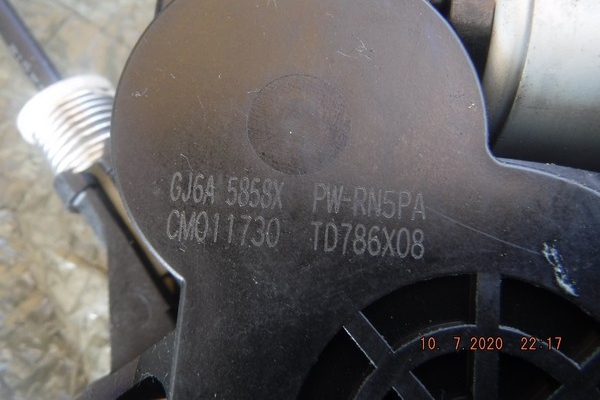 GJ6A 5858X PW-RN5PA
CM011730 TD786X08
10. 7.2020 22:17